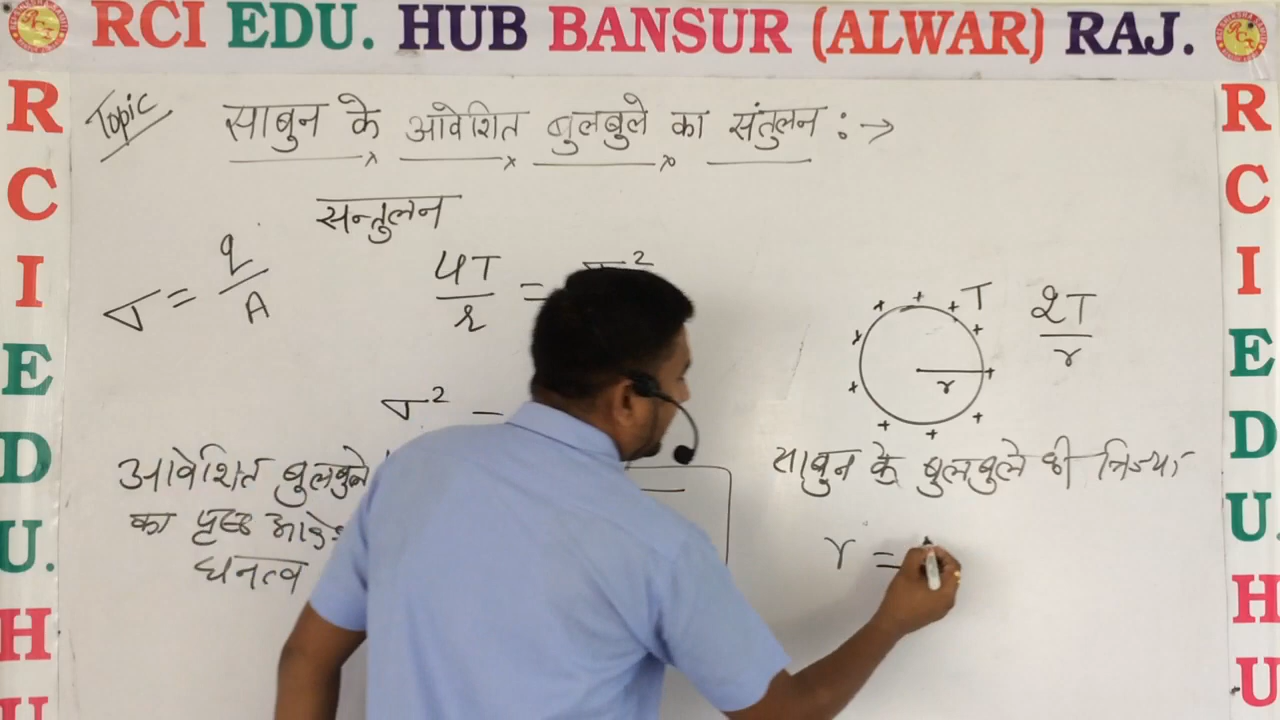 RCI EDU. HUB BANSUR (ALWAR) RAJ.
R
C
I
E
D
U.
H
U
Topic साबुन के आवेशित बुलबुले का संतुलन :→
सन्तुलन
σ = q/A
4T/r =
σ²
T
2T/r
r
σ² =
आवेशित बुलबुले
का पृष्ठ
घनत्व
साबुन के बुलबुले की त्रिज्या
r =
R
C
I
E
D
U.
H
U